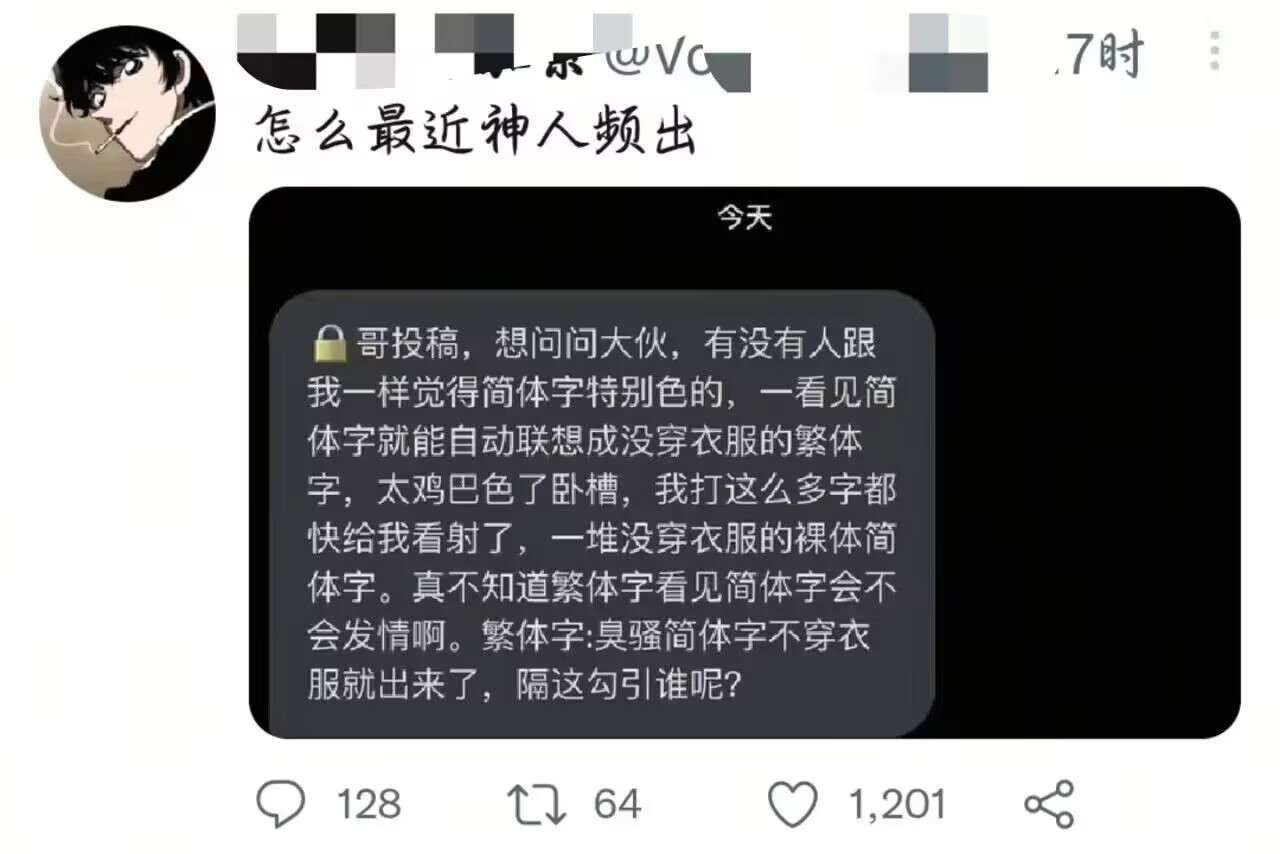 @Vo
7时
怎么最近神人频出
今天
🔒哥投稿，想问问大伙，有没有人跟
我一样觉得简体字特别色的，一看见简
体字就能自动联想成没穿衣服的繁体
字，太鸡巴色了卧槽，我打这么多字都
快给我看射了，一堆没穿衣服的裸体简
体字。真不知道繁体字看见简体字会不
会发情啊。繁体字:臭骚简体字不穿衣
服就出来了，隔这勾引谁呢?
128
64
1,201